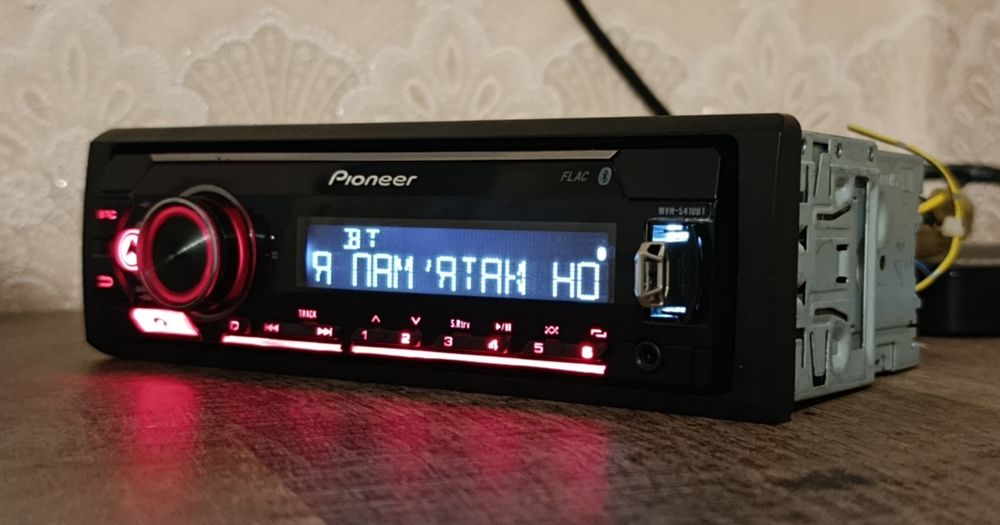 Pioneer
FLAC
MVH-S410BT
BT
Я ПАМ'ЯТАЮ НО
TRACK
S.Rtrv
1 2 3 4 5 6